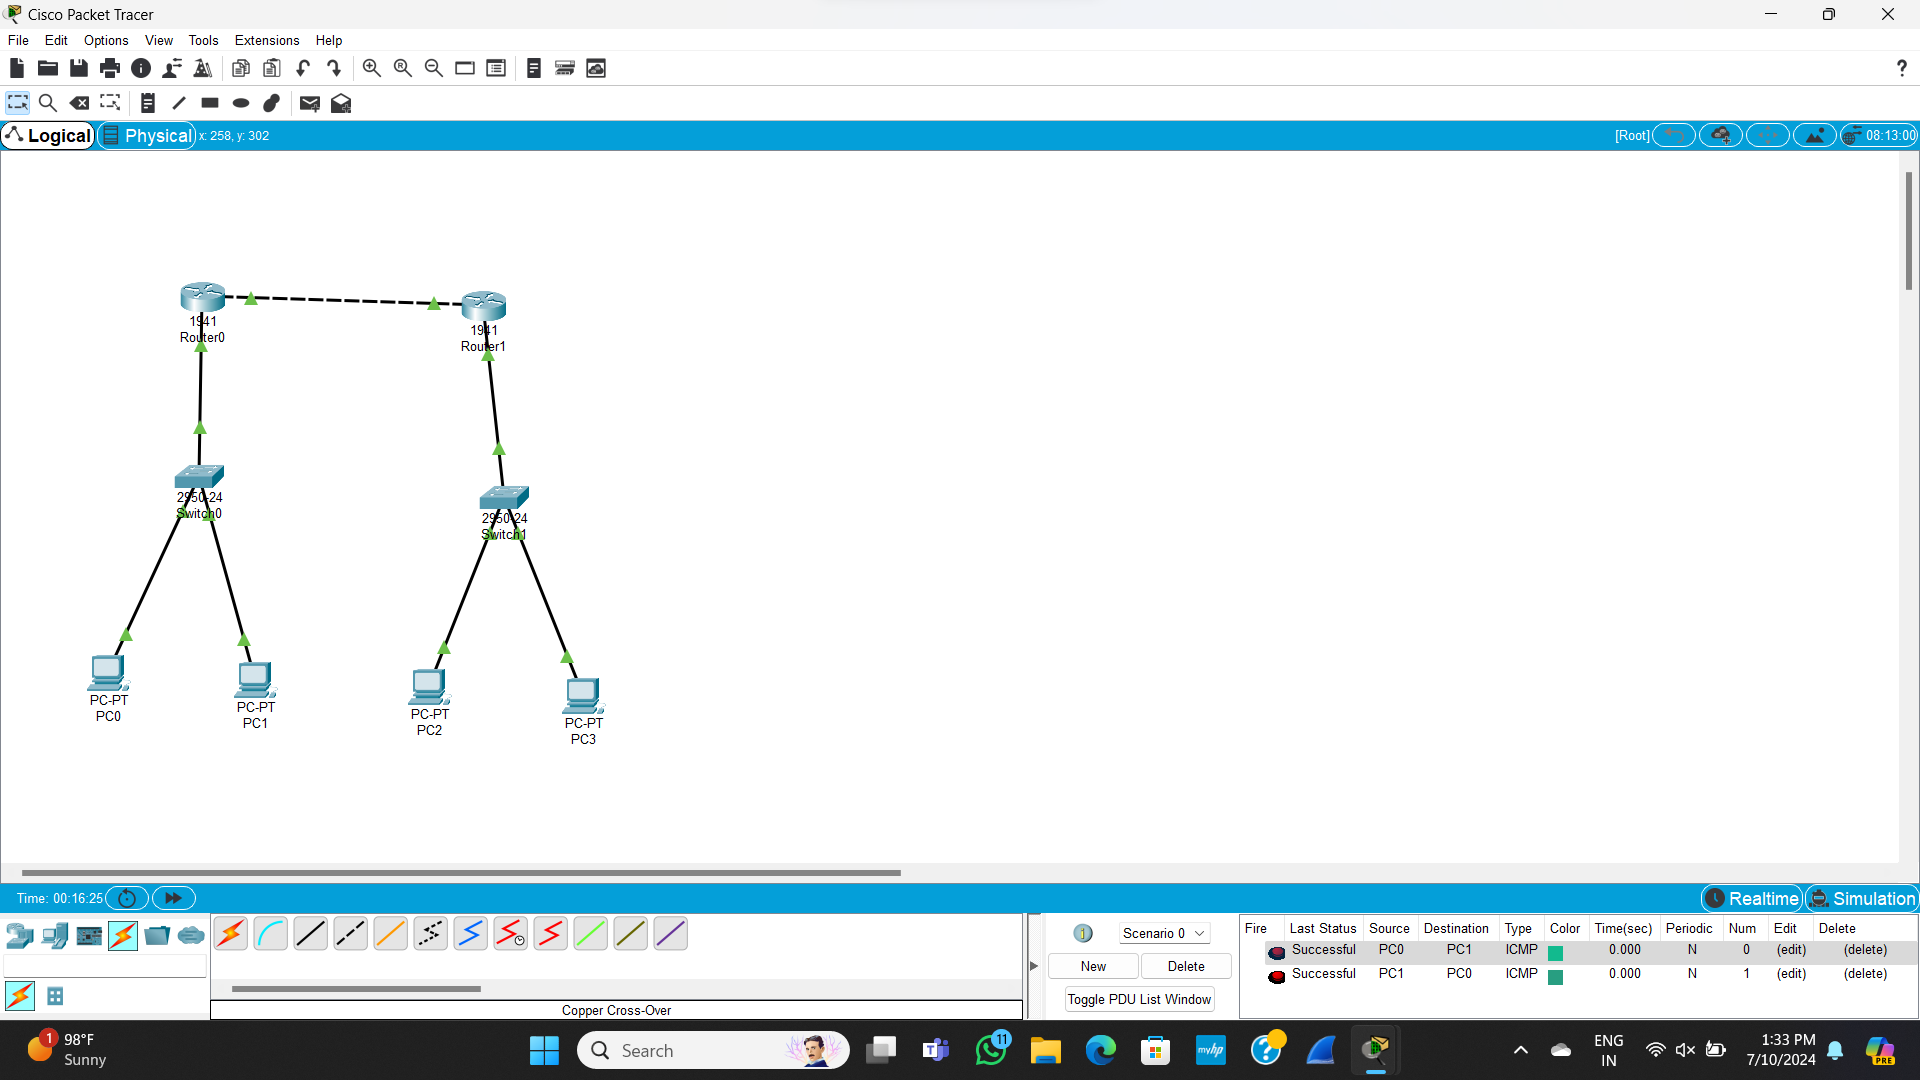 Cisco Packet Tracer
File Edit Options View Tools Extensions Help
Logical Physical x: 258, y: 302 [Root] 08:13:00
1941
Router0
1941
Router1
2950-24
Switch0
2950-24
Switch1
PC-PT
PC0
PC-PT
PC1
PC-PT
PC2
PC-PT
PC3
Time: 00:16:25 Realtime Simulation
Scenario 0
New Delete
Toggle PDU List Window
Fire Last Status Source Destination Type Color Time(sec) Periodic Num Edit Delete
Successful PC0 PC1 ICMP 0.000 N 0 (edit) (delete)
Successful PC1 PC0 ICMP 0.000 N 1 (edit) (delete)
Copper Cross-Over
1 98°F
Sunny
Search
11
myhp
ENG
IN
1:33 PM
7/10/2024
PRE